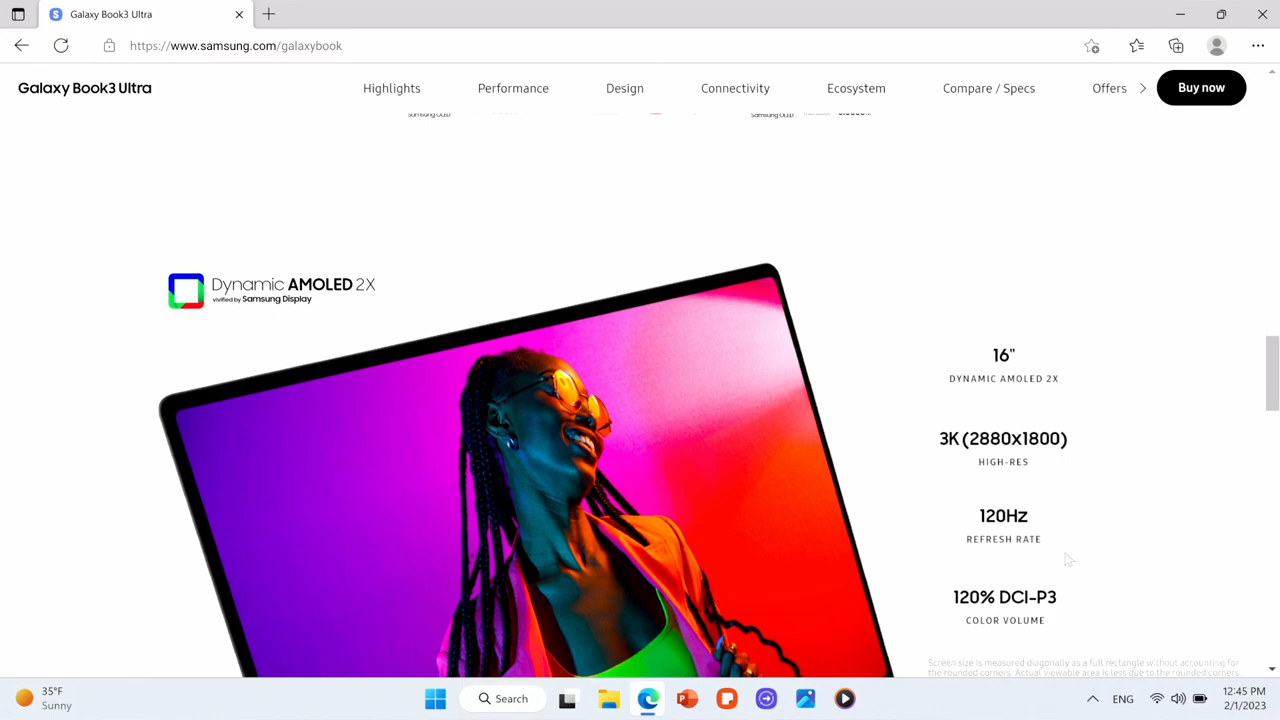 Galaxy Book3 Ultra
https://www.samsung.com/galaxybook
Galaxy Book3 Ultra
Highlights
Performance
Design
Connectivity
Ecosystem
Compare / Specs
Offers
Buy now
Samsung OLED
Samsung OLED
Dynamic AMOLED 2X
vivified by Samsung Display
16”
DYNAMIC AMOLED 2X
3K (2880x1800)
HIGH-RES
120Hz
REFRESH RATE
120% DCI-P3
COLOR VOLUME
Screen size is measured diagonally as a full rectangle without accounting for
the rounded corners. Actual viewable area is less due to the rounded corners.
35°F
Sunny
Search
ENG
12:45 PM
2/1/2023